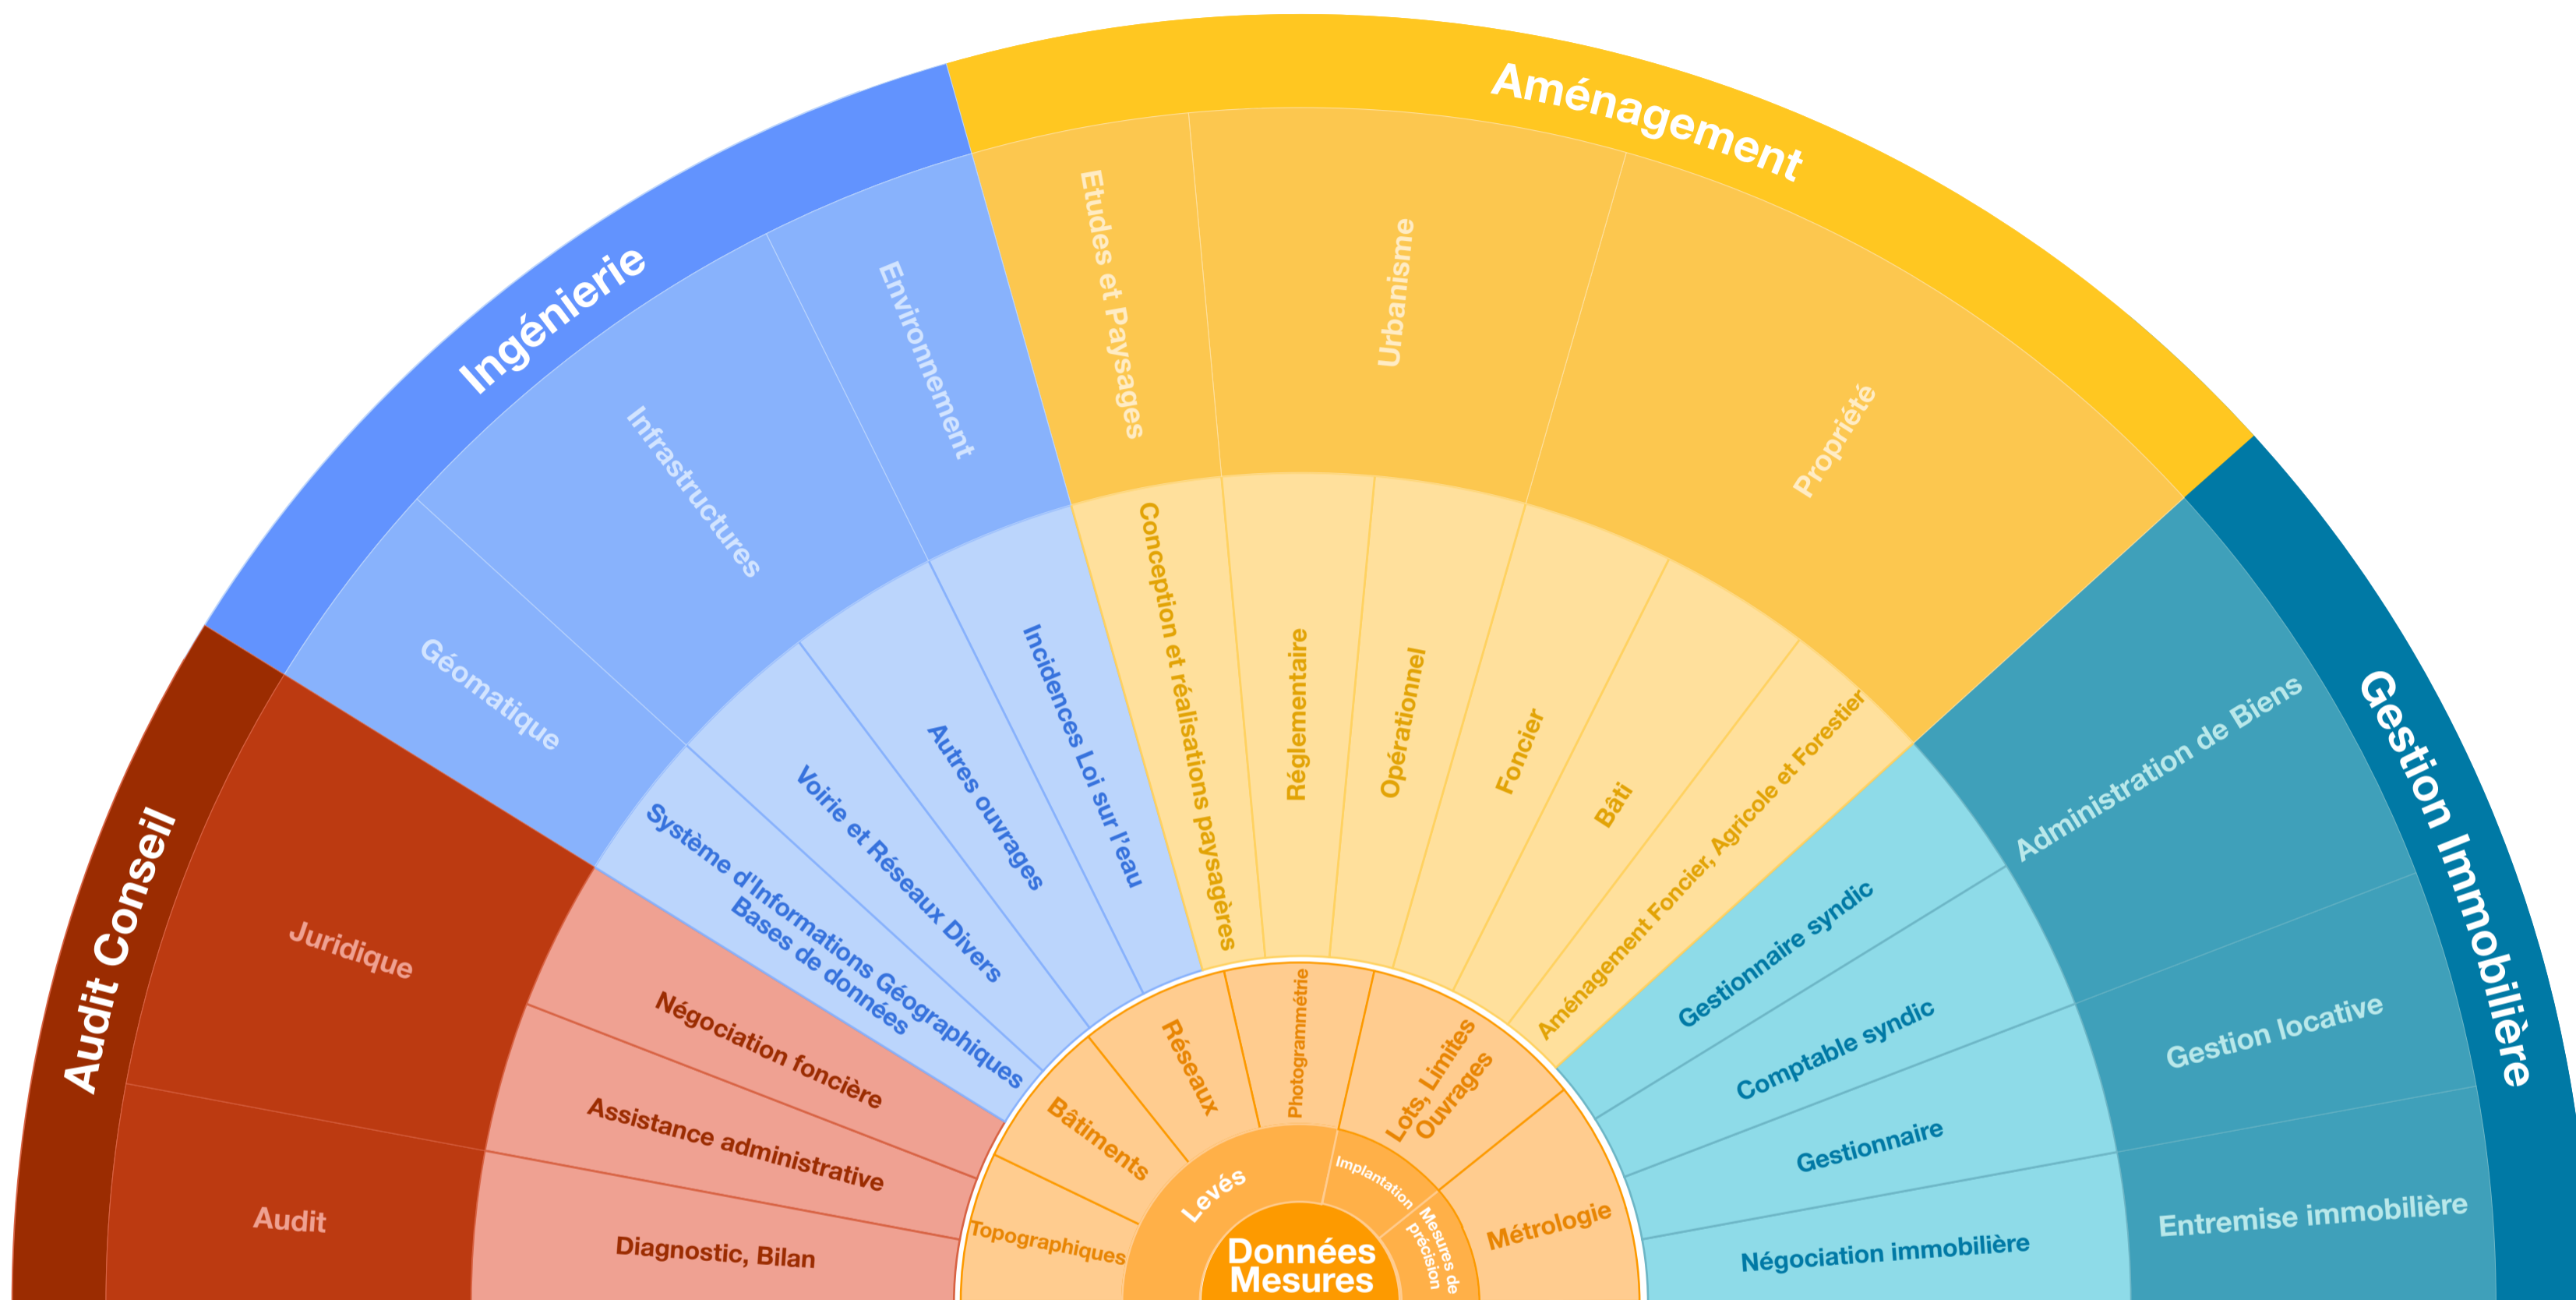 Audit Conseil
Juridique
Audit
Négociation foncière
Assistance administrative
Diagnostic, Bilan
Ingénierie
Géomatique
Infrastructures
Environnement
Système d'Informations Géographiques
Bases de données
Voirie et Réseaux Divers
Autres ouvrages
Incidences Loi sur l'eau
Aménagement
Etudes et Paysages
Urbanisme
Propriété
Conception et réalisations paysagères
Réglementaire
Opérationnel
Foncier
Bâti
Aménagement Foncier, Agricole et Forestier
Gestion Immobilière
Administration de Biens
Gestion locative
Entremise immobilière
Gestionnaire syndic
Comptable syndic
Gestionnaire
Négociation immobilière
Topographiques
Bâtiments
Réseaux
Photogrammétrie
Lots, Limites
Ouvrages
Métrologie
Levés
Implantation
Mesures de
précision
Données
Mesures